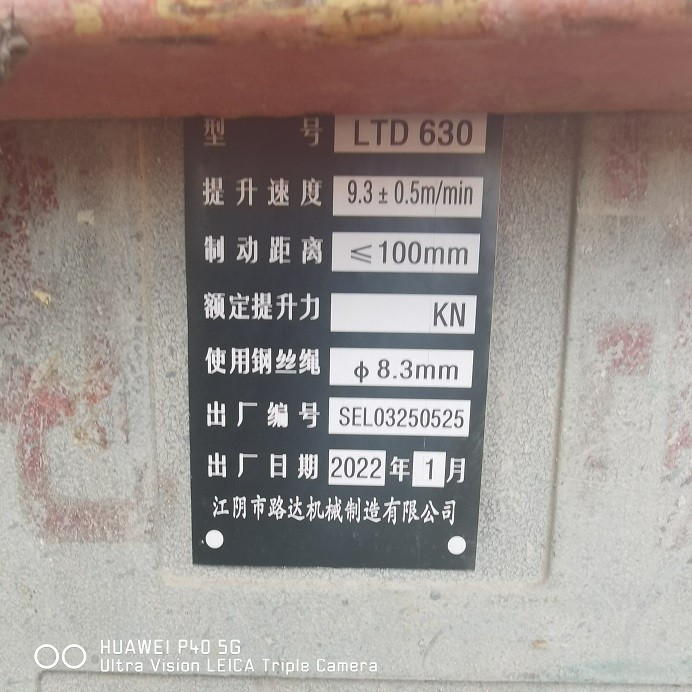 型号 LTD 630
提升速度 9.3±0.5m/min
制动距离 ≤100mm
额定提升力 KN
使用钢丝绳 φ8.3mm
出厂编号 SEL03250525
出厂日期 2022年1月
江阴市路达机械制造有限公司
HUAWEI P40 5G
Ultra Vision LEICA Triple Camera